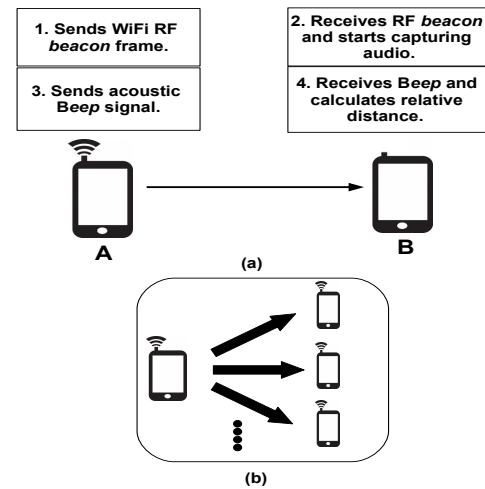 1. Sends WiFi RF
beacon frame.
3. Sends acoustic
Beep signal.
2. Receives RF beacon
and starts capturing
audio.
4. Receives Beep and
calculates relative
distance.
A
B
(a)
(b)